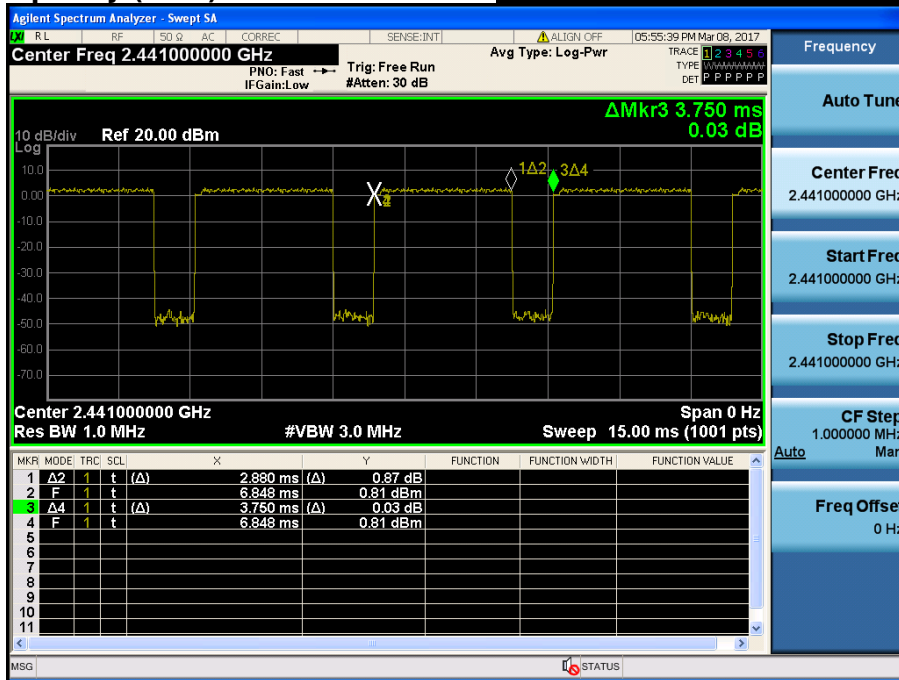 Agilent Spectrum Analyzer - Swept SA
LXI RL RF 50 Ω AC CORREC SENSE:INT ALIGN OFF 05:55:39 PM Mar 08, 2017
Center Freq 2.441000000 GHz
PNO: Fast
IFGain:Low
Trig: Free Run
#Atten: 30 dB
Avg Type: Log-Pwr
TRACE 1 2 3 4 5 6
TYPE
DET P P P P P P
ΔMkr3 3.750 ms
0.03 dB
10 dB/div Ref 20.00 dBm
Log
10.0
0.00
-10.0
-20.0
-30.0
-40.0
-50.0
-60.0
-70.0
1Δ2 3Δ4
X
Center 2.441000000 GHz Span 0 Hz
Res BW 1.0 MHz #VBW 3.0 MHz Sweep 15.00 ms (1001 pts)
MKR MODE TRC SCL X Y FUNCTION FUNCTION WIDTH FUNCTION VALUE
1 Δ2 1 t (Δ) 2.880 ms (Δ) 0.87 dB
2 F 1 t 6.848 ms 0.81 dBm
3 Δ4 1 t (Δ) 3.750 ms (Δ) 0.03 dB
4 F 1 t 6.848 ms 0.81 dBm
5
6
7
8
9
10
11
MSG STATUS
Frequency
Auto Tune
Center Freq
2.441000000 GHz
Start Freq
2.441000000 GHz
Stop Freq
2.441000000 GHz
CF Step
1.000000 MHz
Auto Man
Freq Offset
0 Hz